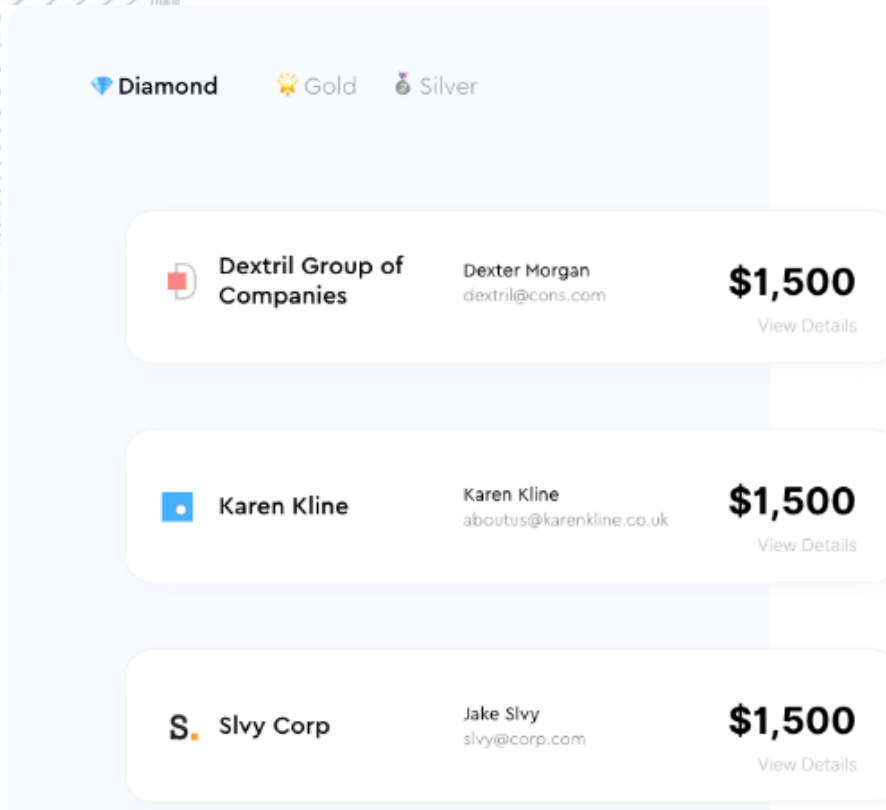 💎 Diamond 🌟 Gold 🥈 Silver
Dextril Group of
Companies
Dexter Morgan
dextril@cons.com
$1,500
View Details
Karen Kline
Karen Kline
aboutus@karenkline.co.uk
$1,500
View Details
S. Slvy Corp
Jake Slvy
slvy@corp.com
$1,500
View Details